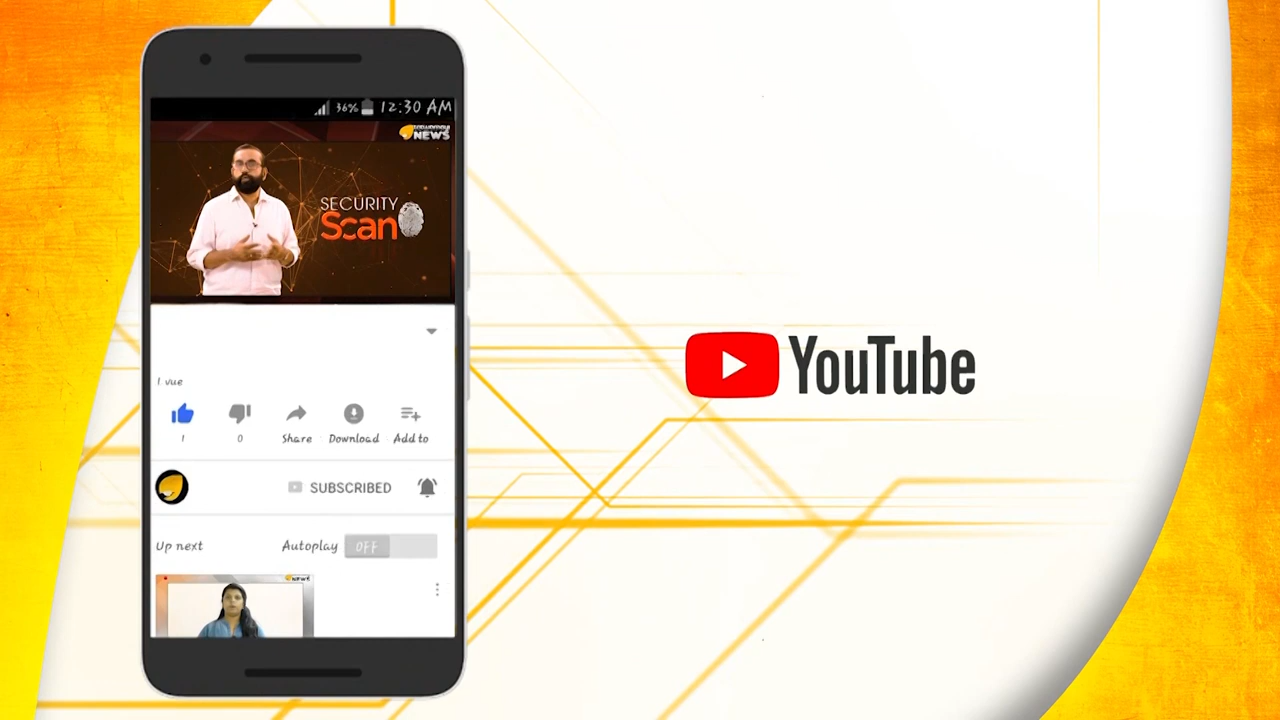 36% 12:30 AM
NEWS
SECURITY
Scan
1 vue
1 0 Share Download Add to
SUBSCRIBED
Up next Autoplay OFF
NEWS
YouTube